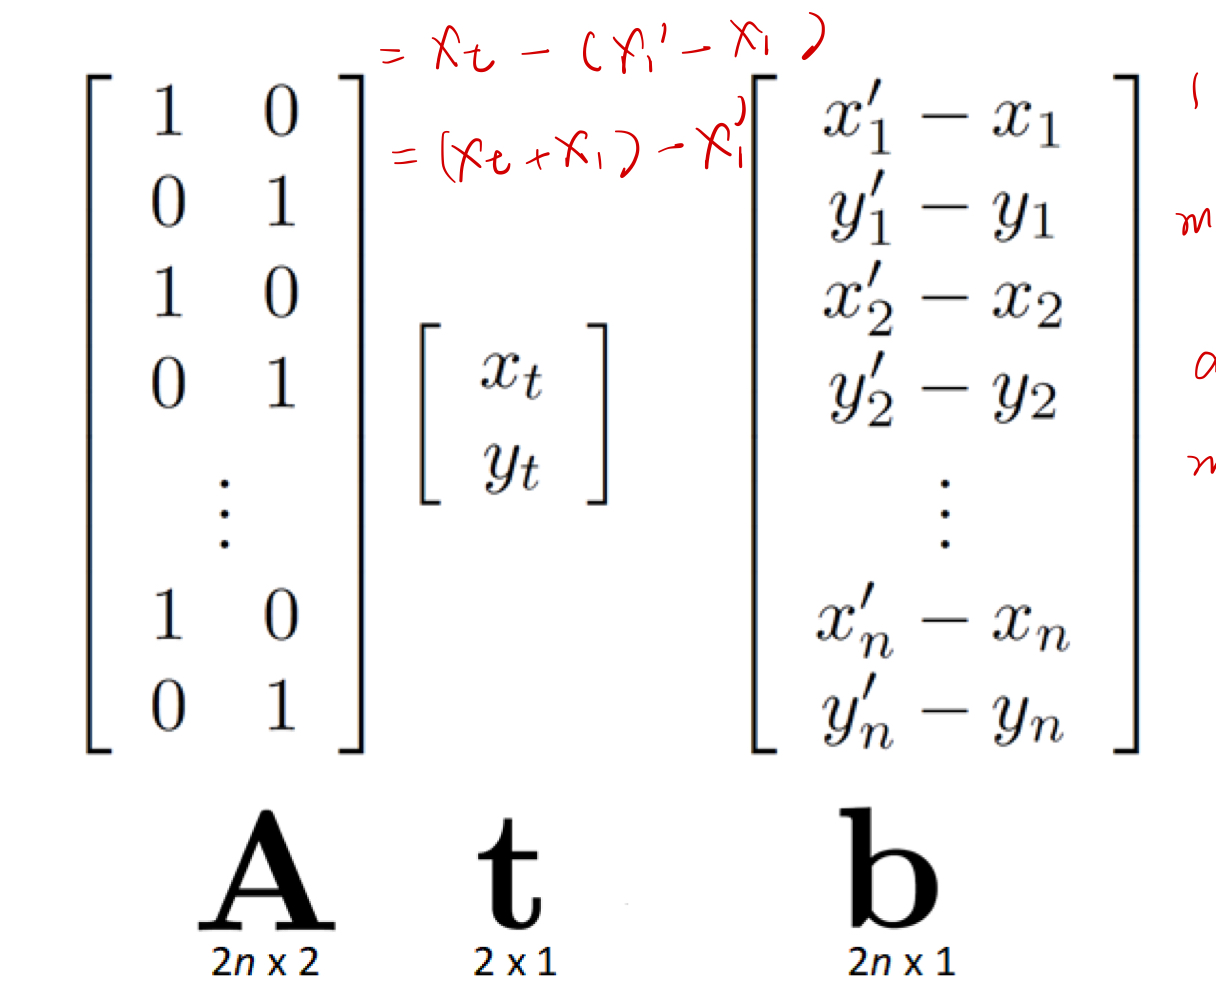 = xt − (x1′ − x1)
= (xt + x1) − x1′
1 0
0 1
1 0
0 1
⋮
1 0
0 1
xt
yt
x′1 − x1
y′1 − y1
x′2 − x2
y′2 − y2
⋮
x′n − xn
y′n − yn
m
m
A t b
2n x 2 2 x 1 2n x 1